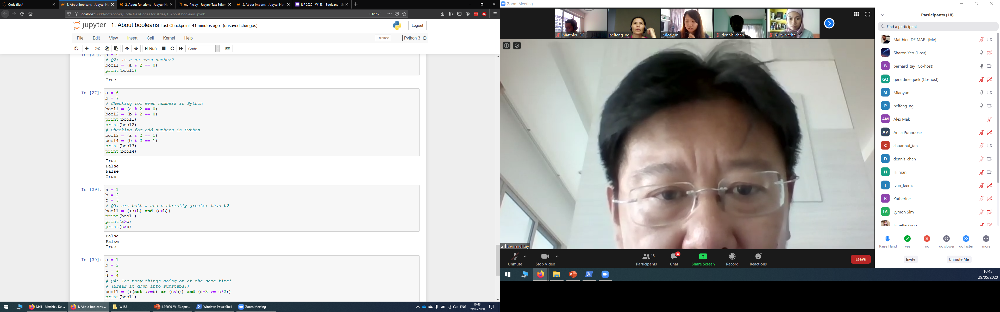 Code files/
1. About booleans - Jupyter No
2. About functions - Jupyter No
my_file.py - Jupyter Text Editor
3. About imports - Jupyter Not
ILP 2020 - W1S3 - Booleans - G
localhost:8888/notebooks/Code files/Codes for slides/1. About booleans.ipynb
120%
ABP
jupyter 1. About booleans Last Checkpoint: 41 minutes ago (unsaved changes)
Logout
File Edit View Insert Cell Kernel Help
Trusted
Python 3
Run
Code
In [24]: a = 6
# Q2: is a an even number?
bool1 = (a % 2 == 0)
print(bool1)
True
In [27]: a = 6
b = 7
# Checking for even numbers in Python
bool1 = (a % 2 == 0)
bool2 = (b % 2 == 0)
print(bool1)
print(bool2)
# Checking for odd numbers in Python
bool3 = (a % 2 == 1)
bool4 = (b % 2 == 1)
print(bool3)
print(bool4)
True
False
False
True
In [29]: a = 1
b = 2
c = 3
# Q3: are both a and c strictly greater than b?
bool1 = ((a>b) and (c>b))
print(bool1)
print(a>b)
print(c>b)
False
False
True
In [30]: a = 1
b = 2
c = 3
d = 4
# Q4: Too many things going on at the same time!
# (Break it down into substeps!)
bool1 = (((not a>=b) or (c<b)) and (d+3 >= c*2))
print(bool1)
Mail - Matthieu De ...
1. About booleans ...
W1S3
ILP2020_W1S3.pptx...
Windows PowerShell
Zoom Meeting
ENG
10:48
29/05/2020
Zoom Meeting
Matthieu DE ...
peifeng_ng
Miaoyun
dennis_chan
Rury Narita
bernard_tay
Unmute
Stop Video
18
Participants
4
Chat
Share Screen
Record
Reactions
Leave
Participants (18)
Find a participant
Matthieu DE MARI (Me)
Sharon Yeo (Host)
B bernard_tay (Co-host)
GQ geraldine quek (Co-host)
M Miaoyun
P peifeng_ng
AM Alex Mak
AP Anila Punnoose
C chuanhui_tan
D dennis_chan
H Hilman
I ivan_leemz
K Katherine
LS Lymon Sim
Lynette Kuoh
Raise Hand
yes
no
go slower
go faster
more
Invite
Unmute Me
10:48
29/05/2020